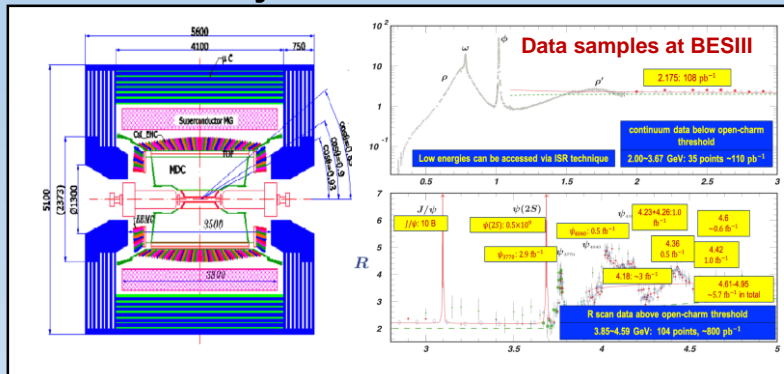 5600
4100
750
μC
Superconductor MG
Csl_EMC
TOF
MDC
cosθ=0.83
cosθ=0.9
cosθ=0.93
5100
(2373)
Ø1300
EEMC
3500
3800
Data samples at BESIII
10²
10
1
10⁻¹
ρ
ω
ϕ
ρ′
2.175: 108 pb⁻¹
continuum data below open-charm
threshold
2.00~3.67 GeV: 35 points ~110 pb⁻¹
Low energies can be accessed via ISR technique
0.5 1 1.5 2 2.5 3
R
7
6
5
4
3
2
J/ψ
J/ψ: 10 B
ψ(2S)
ψ(2S): 0.5×10⁹
ψ₃₇₇₀: 2.9 fb⁻¹
ψ₃₇₇₀
ψ₄₀₄₀: 0.5 fb⁻¹
ψ₄₀₄₀
4.23+4.26:1.0
fb⁻¹
4.18: ~3 fb⁻¹
4.36
0.5 fb⁻¹
4.6
~0.6 fb⁻¹
4.42
1.0 fb⁻¹
4.61-4.95
~5.7 fb⁻¹ in total
R scan data above open-charm threshold
3.85~4.59 GeV: 104 points, ~800 pb⁻¹
3 3.5 4 4.5 5